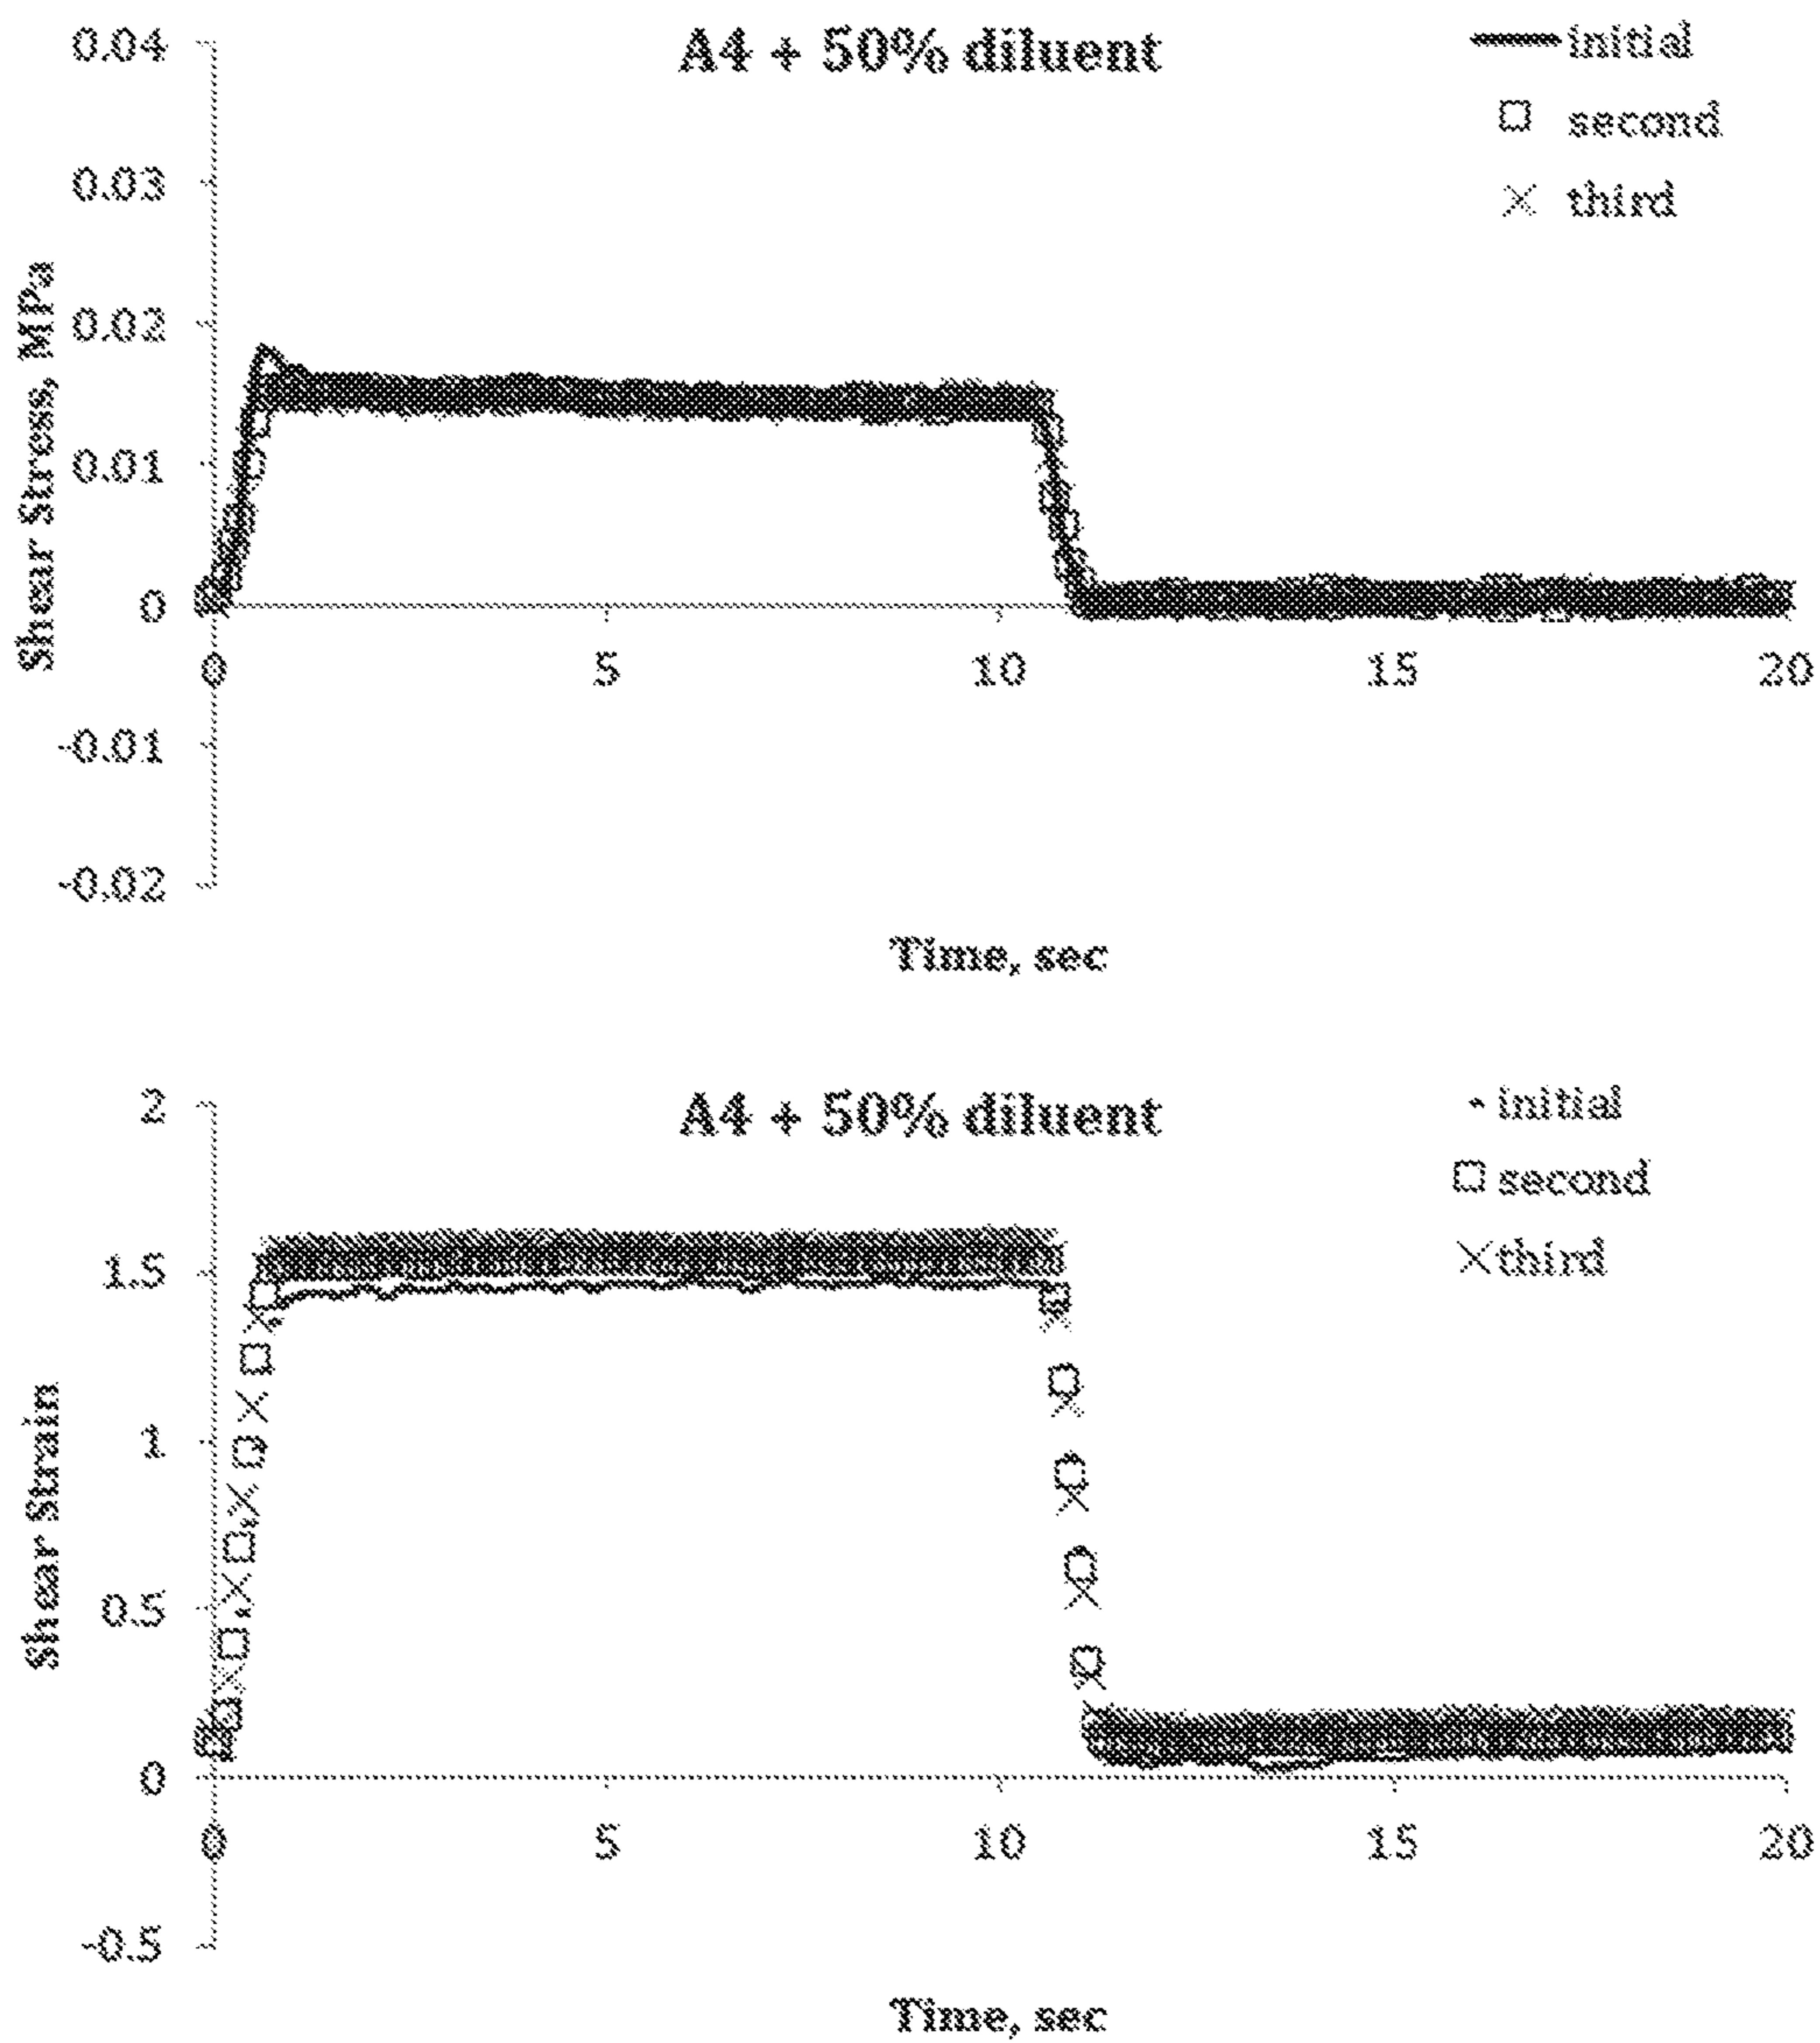 A4 + 50% diluent
initial
second
third
0.04
0.03
0.02
0.01
0
-0.01
-0.02
Shear Stress, MPa
0 5 10 15 20
Time, sec
A4 + 50% diluent
initial
second
third
2
1.5
1
0.5
0
-0.5
Shear Strain
0 5 10 15 20
Time, sec